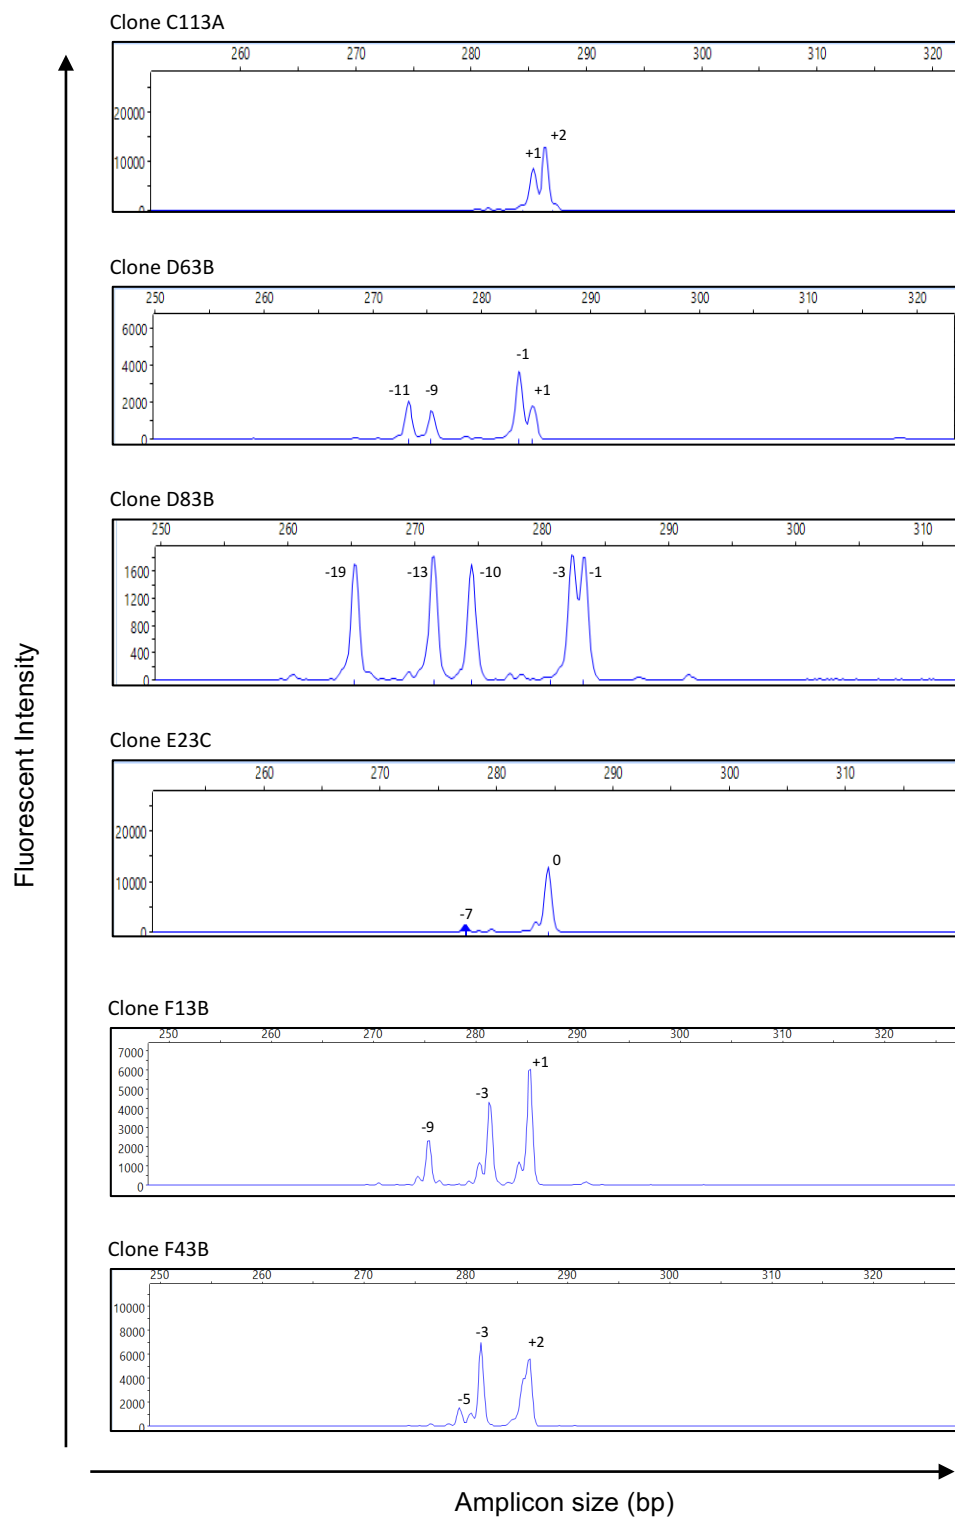 Clone C113A
260 270 280 290 300 310 320
20000
10000
0
+1 +2
Clone D63B
250 260 270 280 290 300 310 320
6000
4000
2000
0
-11 -9 -1 +1
Clone D83B
250 260 270 280 290 300 310
1600
1200
800
400
0
-19 -13 -10 -3 -1
Clone E23C
260 270 280 290 300 310
20000
10000
0
-7 0
Clone F13B
250 260 270 280 290 300 310 320
7000
6000
5000
4000
3000
2000
1000
0
-9 -3 +1
Clone F43B
250 260 270 280 290 300 310 320
10000
8000
6000
4000
2000
0
-5 -3 +2
Fluorescent Intensity
Amplicon size (bp)